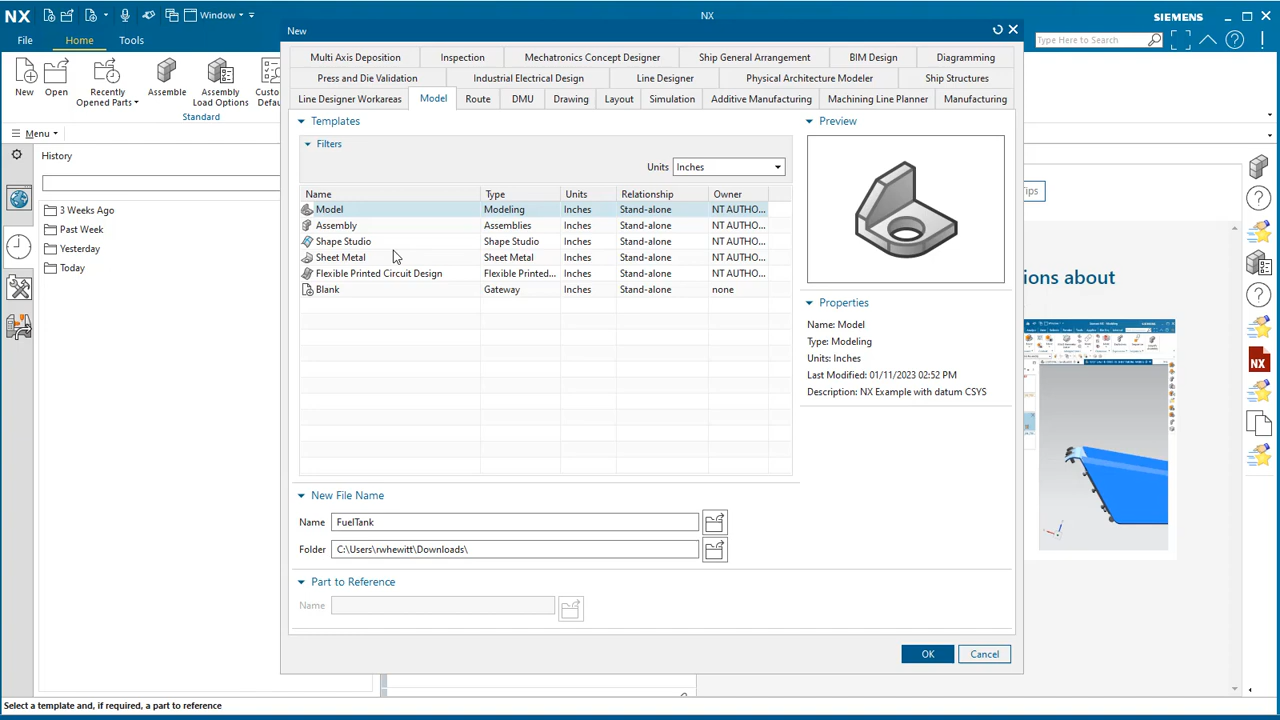 NX
Window
NX
SIEMENS
File
Home
Tools
Type Here to Search
New
Open
Recently
Opened Parts
Assembly
Assembly
Load Options
Custom
Defau
Standard
Menu
History
3 Weeks Ago
Past Week
Yesterday
Today
New
Multi Axis Deposition
Inspection
Mechatronics Concept Designer
Ship General Arrangement
BIM Design
Diagramming
Press and Die Validation
Industrial Electrical Design
Line Designer
Physical Architecture Modeler
Ship Structures
Line Designer Workareas
Model
Route
DMU
Drawing
Layout
Simulation
Additive Manufacturing
Machining Line Planner
Manufacturing
Templates
Filters
Units
Inches
Name Type Units Relationship Owner
Model Modeling Inches Stand-alone NT AUTHO...
Assembly Assemblies Inches Stand-alone NT AUTHO...
Shape Studio Shape Studio Inches Stand-alone NT AUTHO...
Sheet Metal Sheet Metal Inches Stand-alone NT AUTHO...
Flexible Printed Circuit Design Flexible Printed... Inches Stand-alone NT AUTHO...
Blank Gateway Inches Stand-alone none
Preview
Properties
Name: Model
Type: Modeling
Units: Inches
Last Modified: 01/11/2023 02:52 PM
Description: NX Example with datum CSYS
New File Name
Name FuelTank
Folder C:\Users\rwhewitt\Downloads\
Part to Reference
Name
OK
Cancel
Tips
ions about
NX
Select a template and, if required, a part to reference